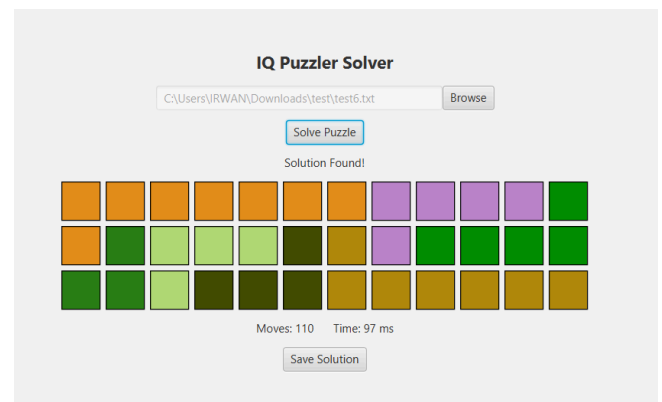 IQ Puzzler Solver
C:\Users\IRWAN\Downloads\test\test6.txt Browse
Solve Puzzle
Solution Found!
Moves: 110 Time: 97 ms
Save Solution